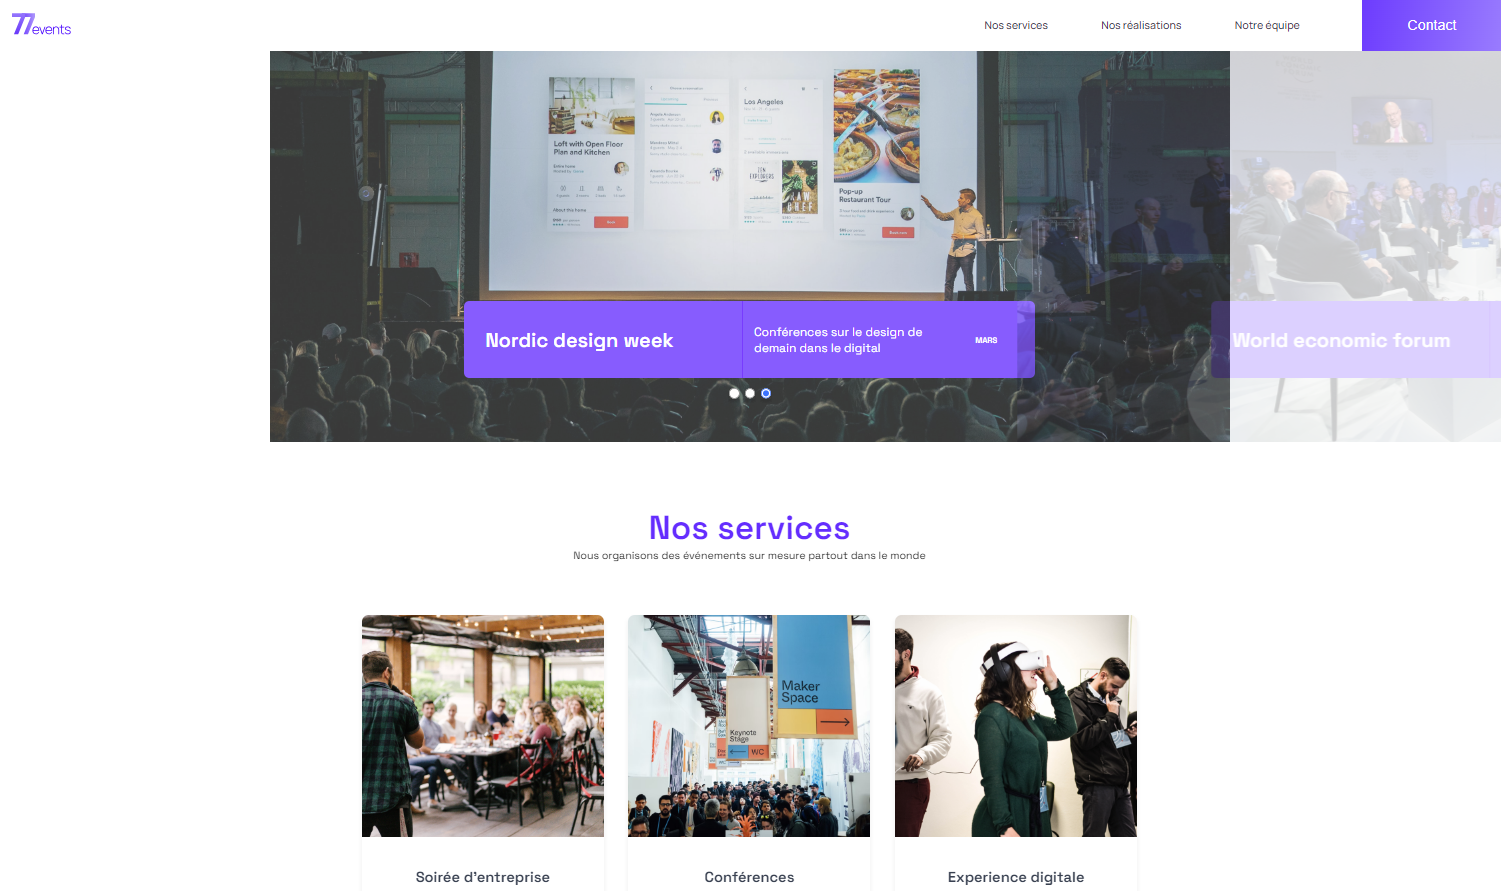 77events
Nos services
Nos réalisations
Notre équipe
Contact
Loft with Open Floor
Plan and Kitchen
Los Angeles
Pop-up
Restaurant Tour
Nordic design week
Conférences sur le design de
demain dans le digital
MARS
World economic forum
Nos services
Nous organisons des événements sur mesure partout dans le monde
Maker
Space
Keynote
Stage
WC
Soirée d'entreprise
Conférences
Experience digitale